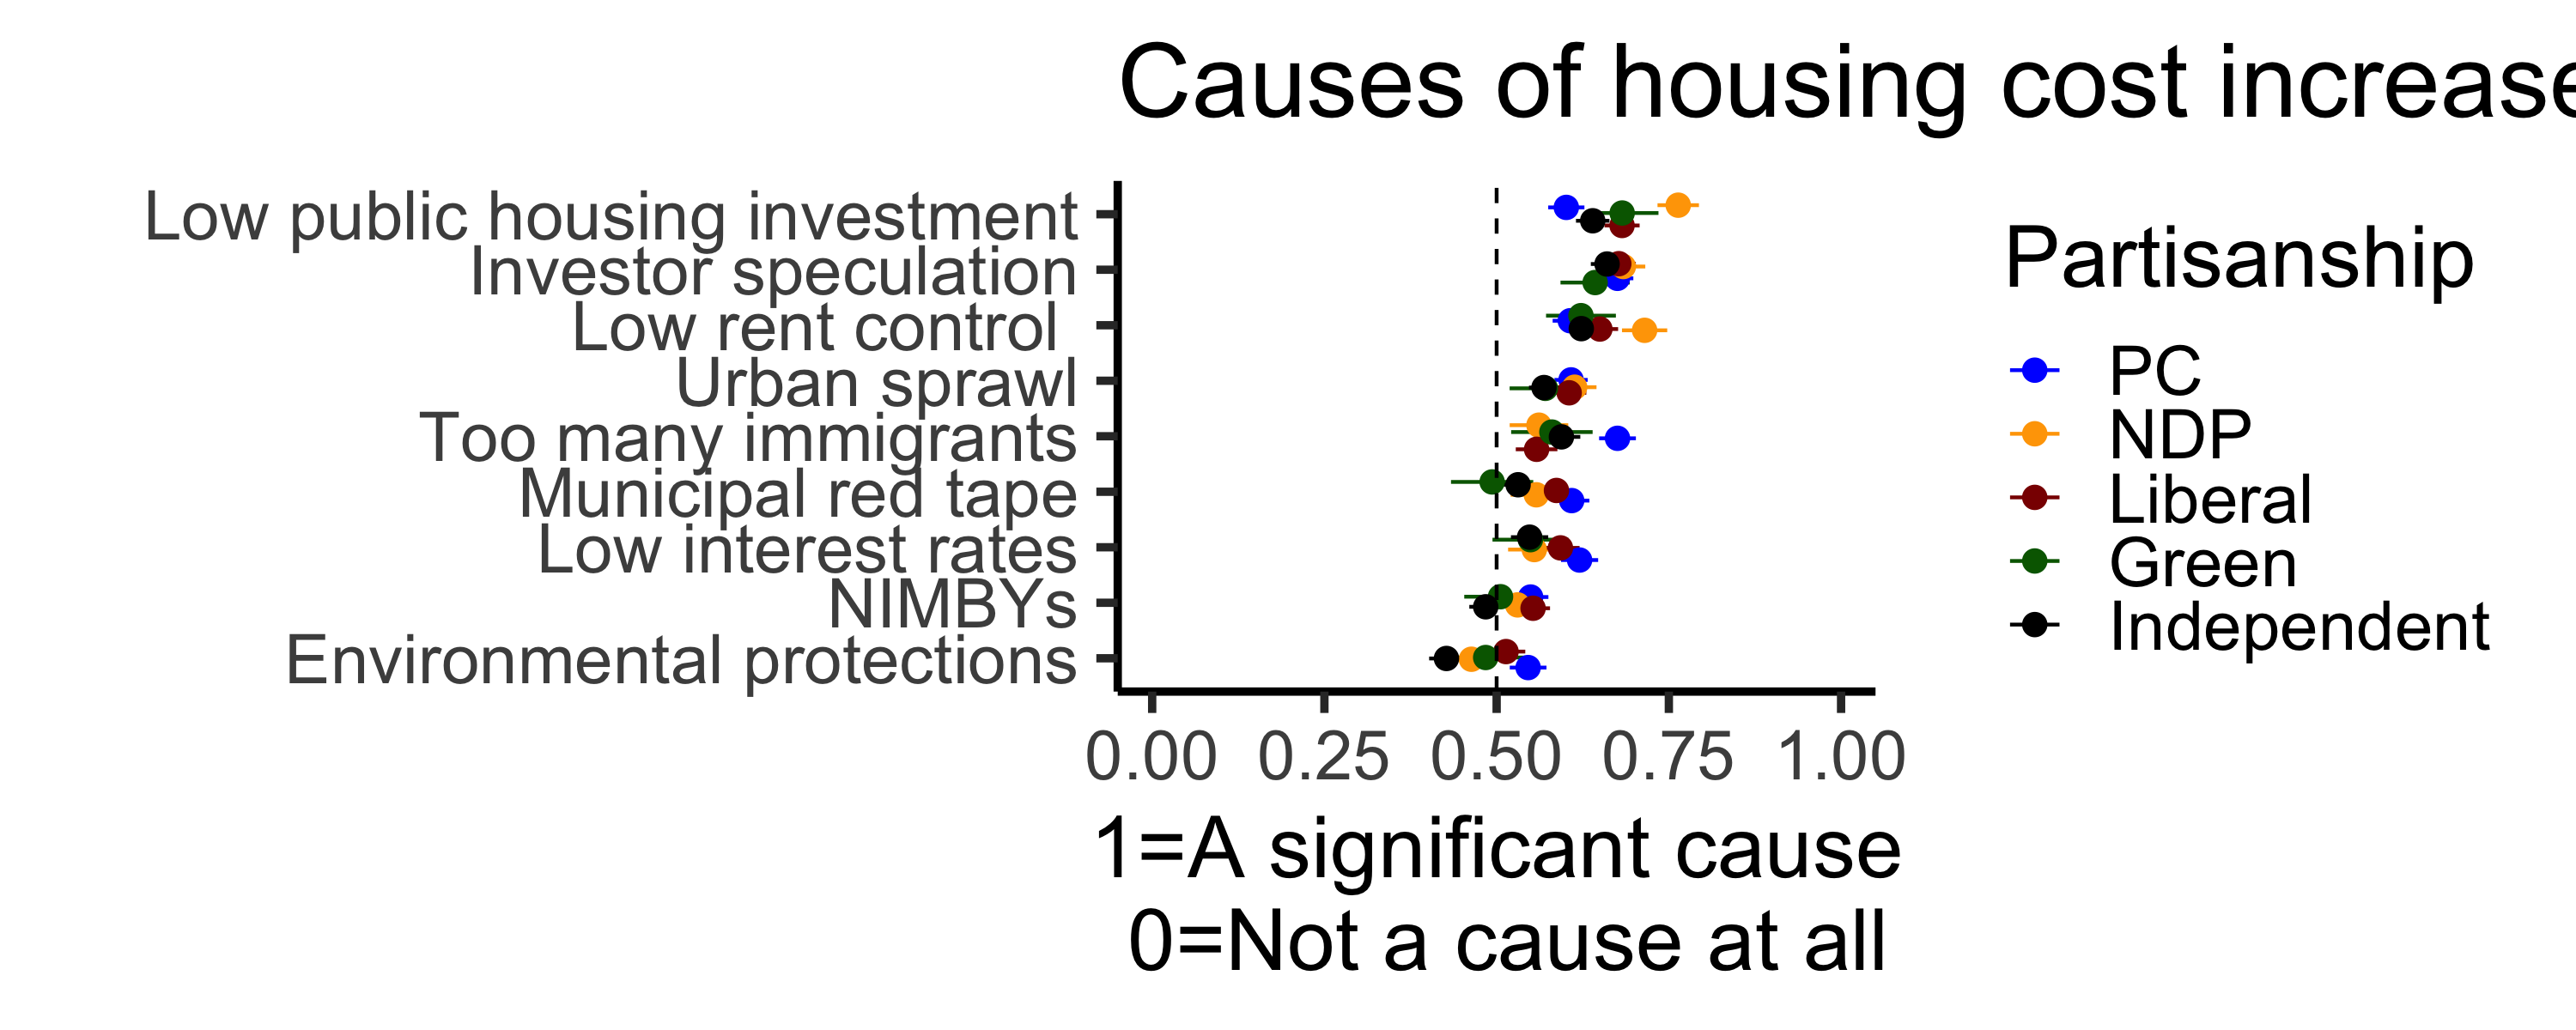 Causes of housing cost increase
Low public housing investment
Investor speculation
Low rent control
Urban sprawl
Too many immigrants
Municipal red tape
Low interest rates
NIMBYs
Environmental protections
0.00 0.25 0.50 0.75 1.00
1=A significant cause
0=Not a cause at all
Partisanship
PC
NDP
Liberal
Green
Independent